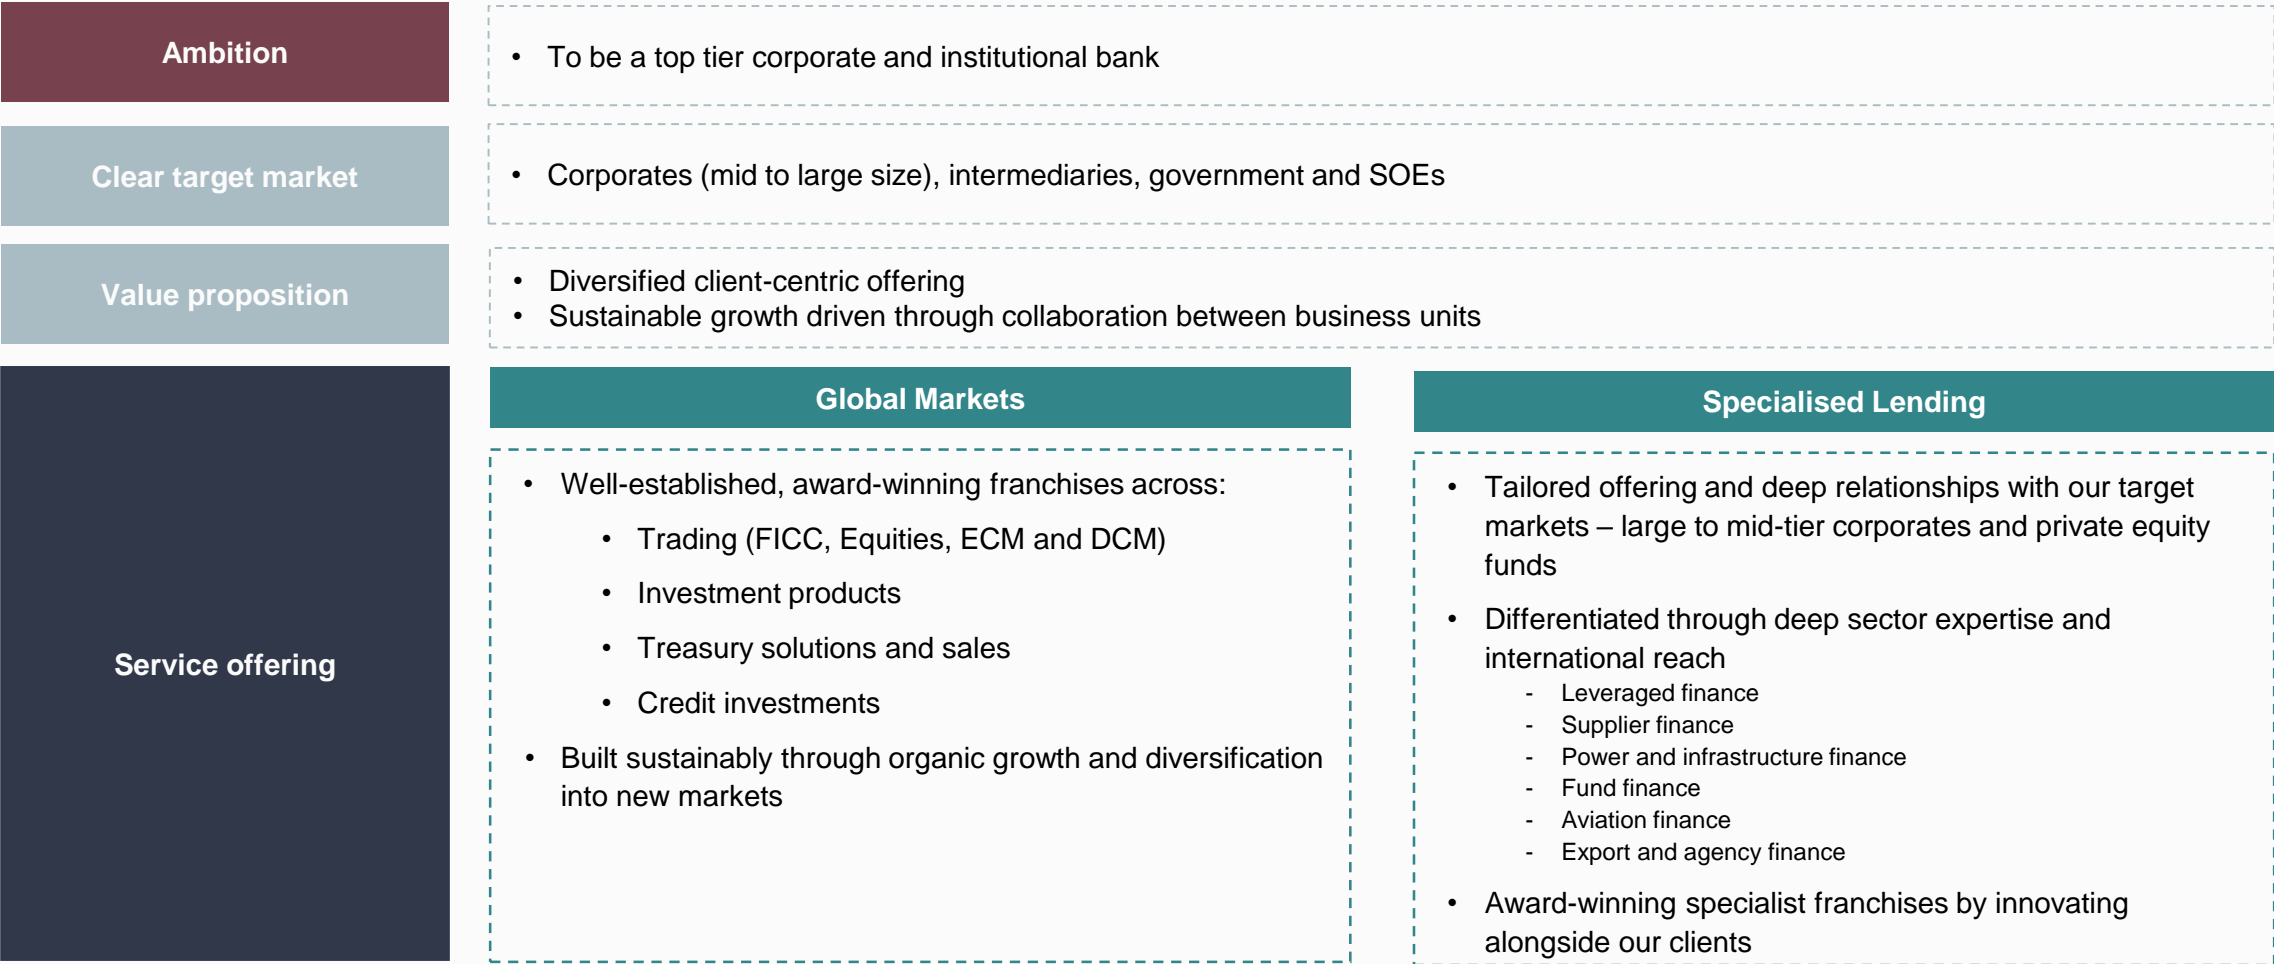 Ambition
• To be a top tier corporate and institutional bank
Clear target market
• Corporates (mid to large size), intermediaries, government and SOEs
Value proposition
• Diversified client-centric offering
• Sustainable growth driven through collaboration between business units
Service offering
Global Markets
• Well-established, award-winning franchises across:
• Trading (FICC, Equities, ECM and DCM)
• Investment products
• Treasury solutions and sales
• Credit investments
• Built sustainably through organic growth and diversification
into new markets
Specialised Lending
• Tailored offering and deep relationships with our target
markets – large to mid-tier corporates and private equity
funds
• Differentiated through deep sector expertise and
international reach
- Leveraged finance
- Supplier finance
- Power and infrastructure finance
- Fund finance
- Aviation finance
- Export and agency finance
• Award-winning specialist franchises by innovating
alongside our clients